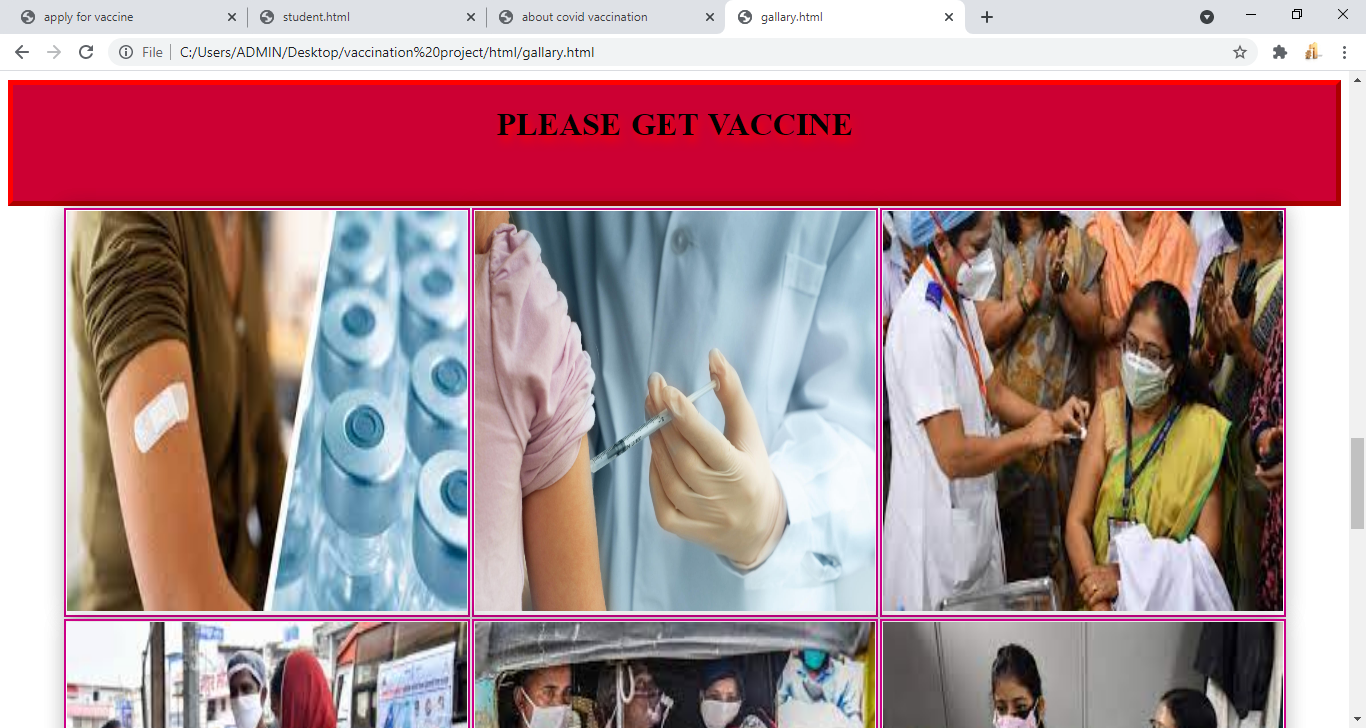 apply for vaccine
student.html
about covid vaccination
gallary.html
File
C:/Users/ADMIN/Desktop/vaccination%20project/html/gallary.html
PLEASE GET VACCINE